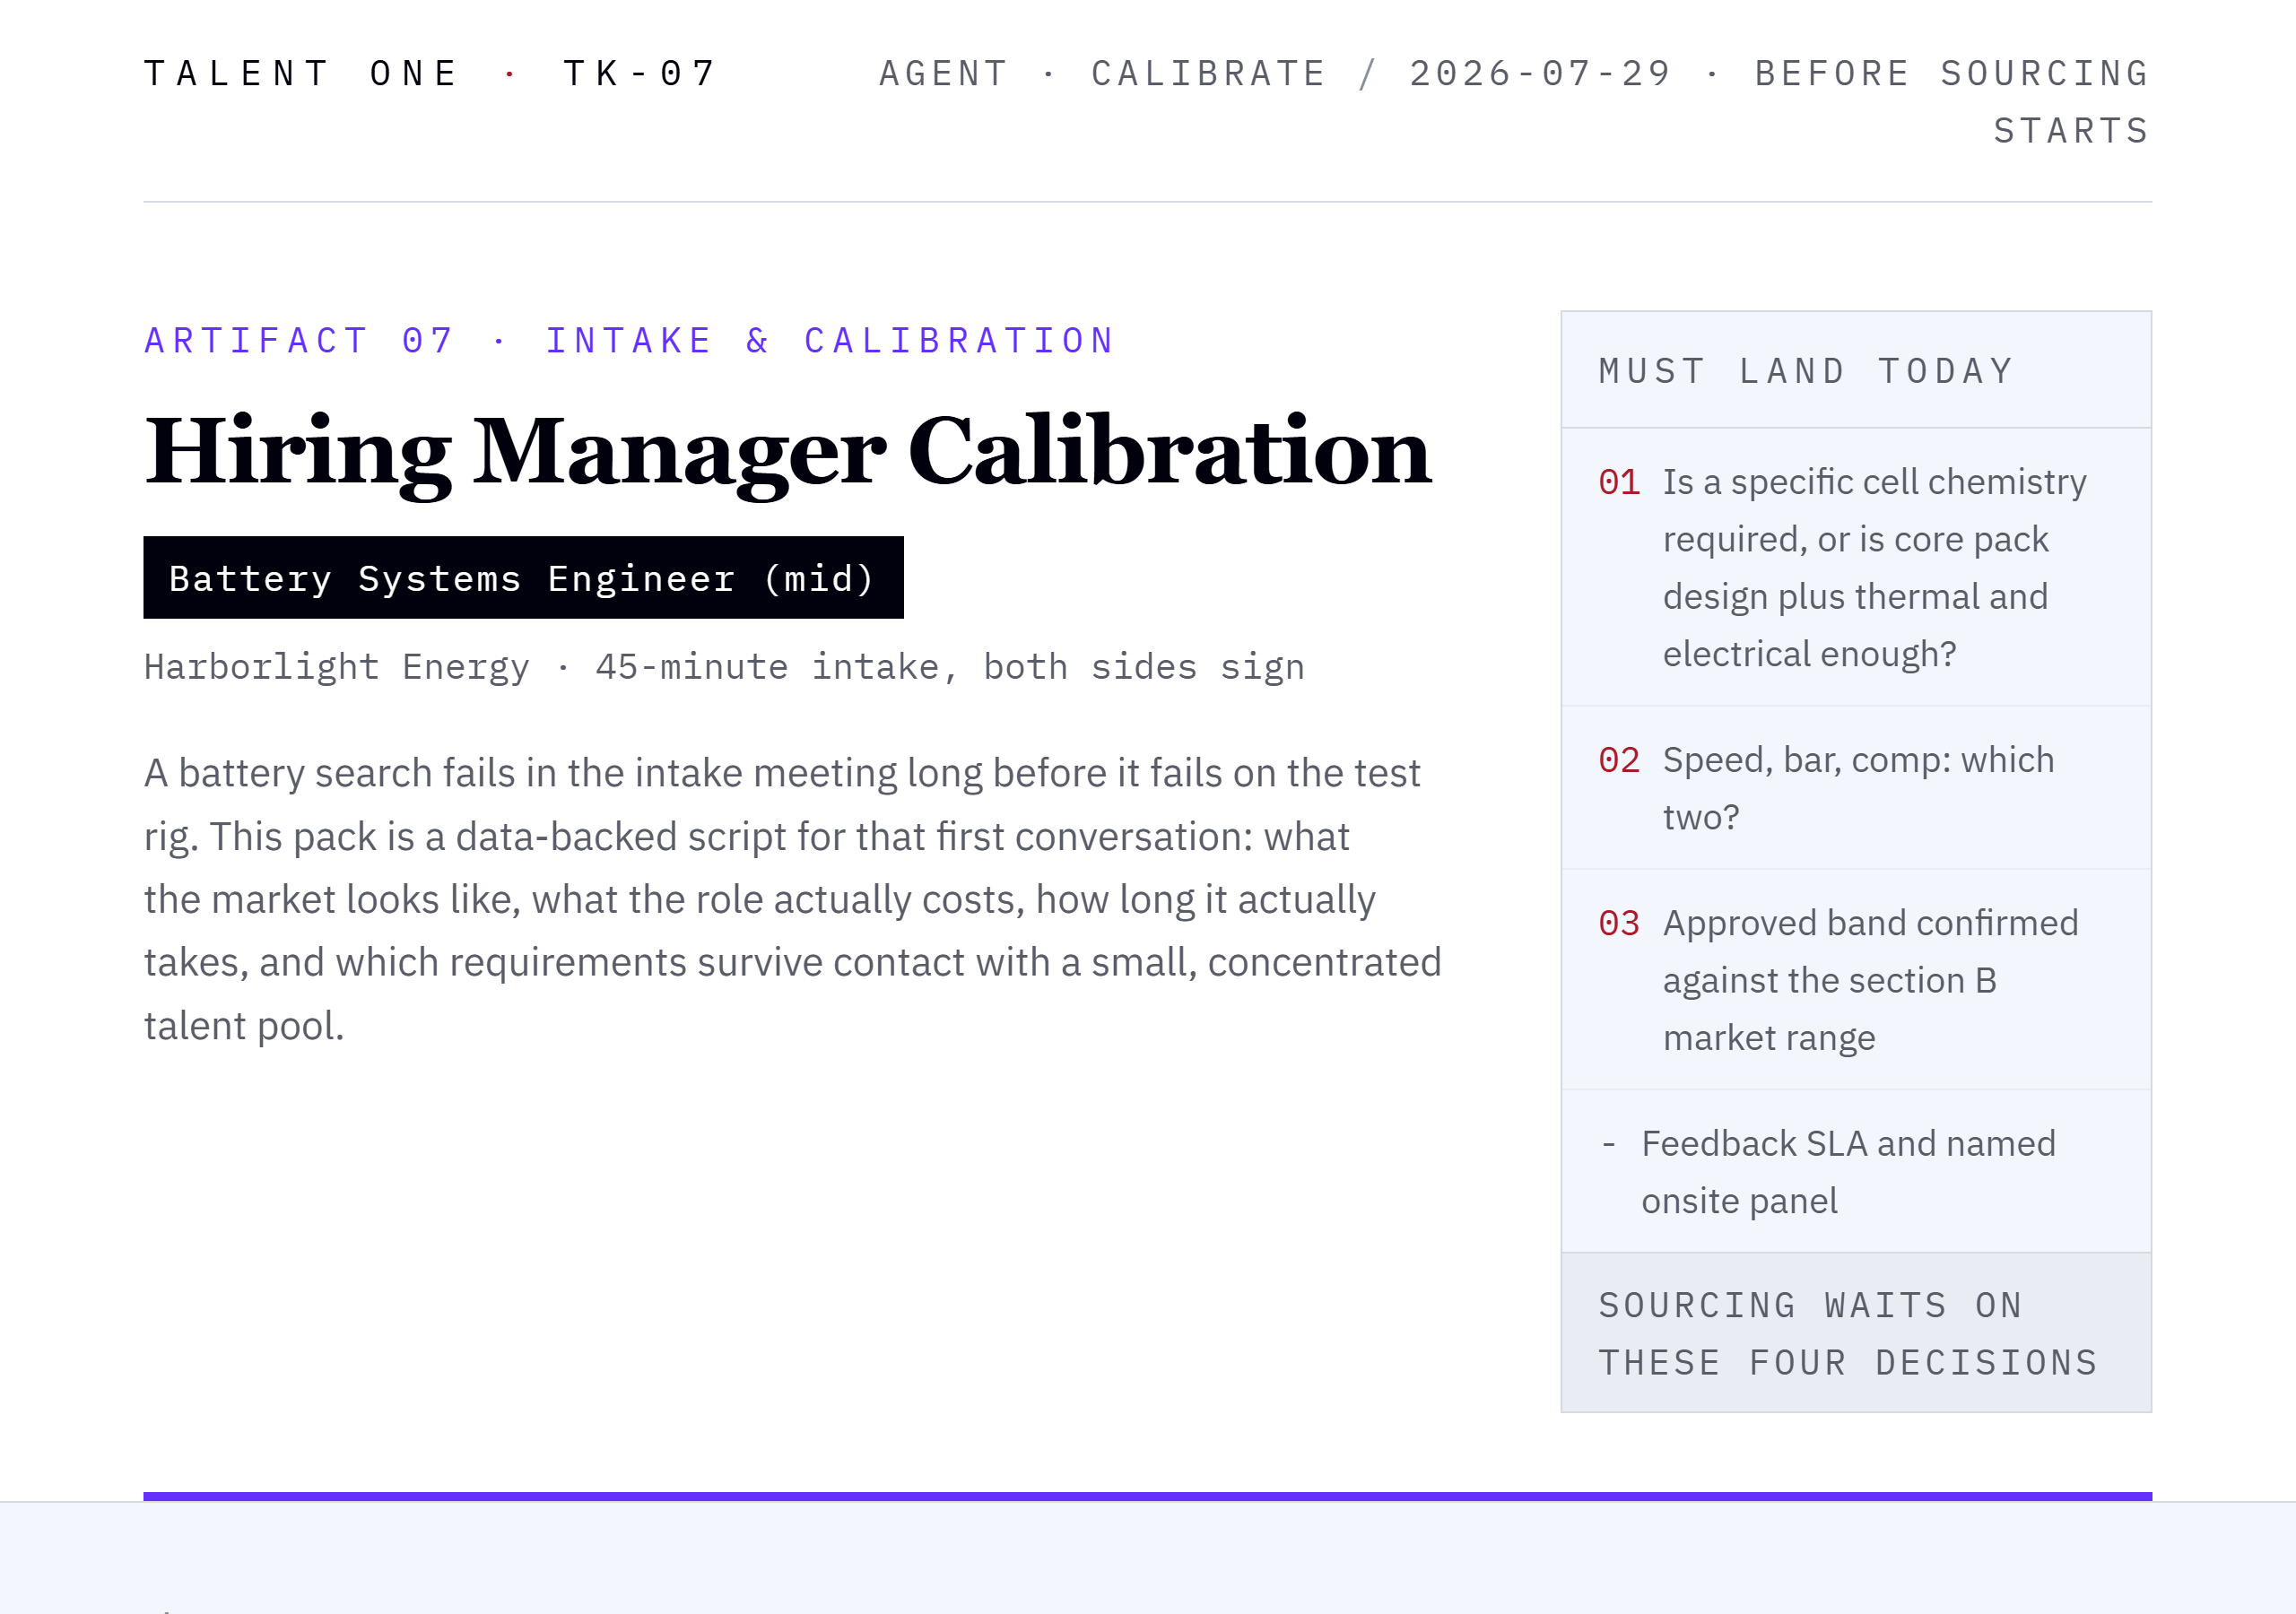 TALENT ONE · TK-07
AGENT · CALIBRATE / 2026-07-29 · BEFORE SOURCING
STARTS
ARTIFACT 07 · INTAKE & CALIBRATION
Hiring Manager Calibration
Battery Systems Engineer (mid)
Harborlight Energy · 45-minute intake, both sides sign
A battery search fails in the intake meeting long before it fails on the test
rig. This pack is a data-backed script for that first conversation: what
the market looks like, what the role actually costs, how long it actually
takes, and which requirements survive contact with a small, concentrated
talent pool.
MUST LAND TODAY
01 Is a specific cell chemistry
required, or is core pack
design plus thermal and
electrical enough?
02 Speed, bar, comp: which
two?
03 Approved band confirmed
against the section B
market range
- Feedback SLA and named
onsite panel
SOURCING WAITS ON
THESE FOUR DECISIONS